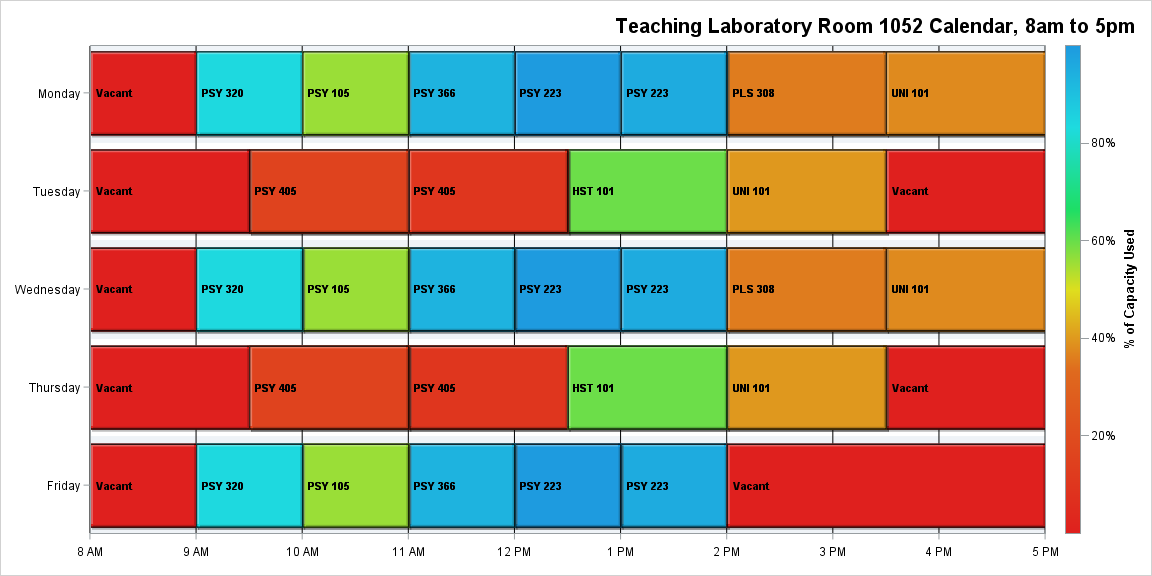 Teaching Laboratory Room 1052 Calendar, 8am to 5pm
Monday
Vacant
PSY 320
PSY 105
PSY 366
PSY 223
PSY 223
PLS 308
UNI 101
Tuesday
Vacant
PSY 405
PSY 405
HST 101
UNI 101
Vacant
Wednesday
Vacant
PSY 320
PSY 105
PSY 366
PSY 223
PSY 223
PLS 308
UNI 101
Thursday
Vacant
PSY 405
PSY 405
HST 101
UNI 101
Vacant
Friday
Vacant
PSY 320
PSY 105
PSY 366
PSY 223
PSY 223
Vacant
8 AM
9 AM
10 AM
11 AM
12 PM
1 PM
2 PM
3 PM
4 PM
5 PM
80%
60%
40%
20%
% of Capacity Used